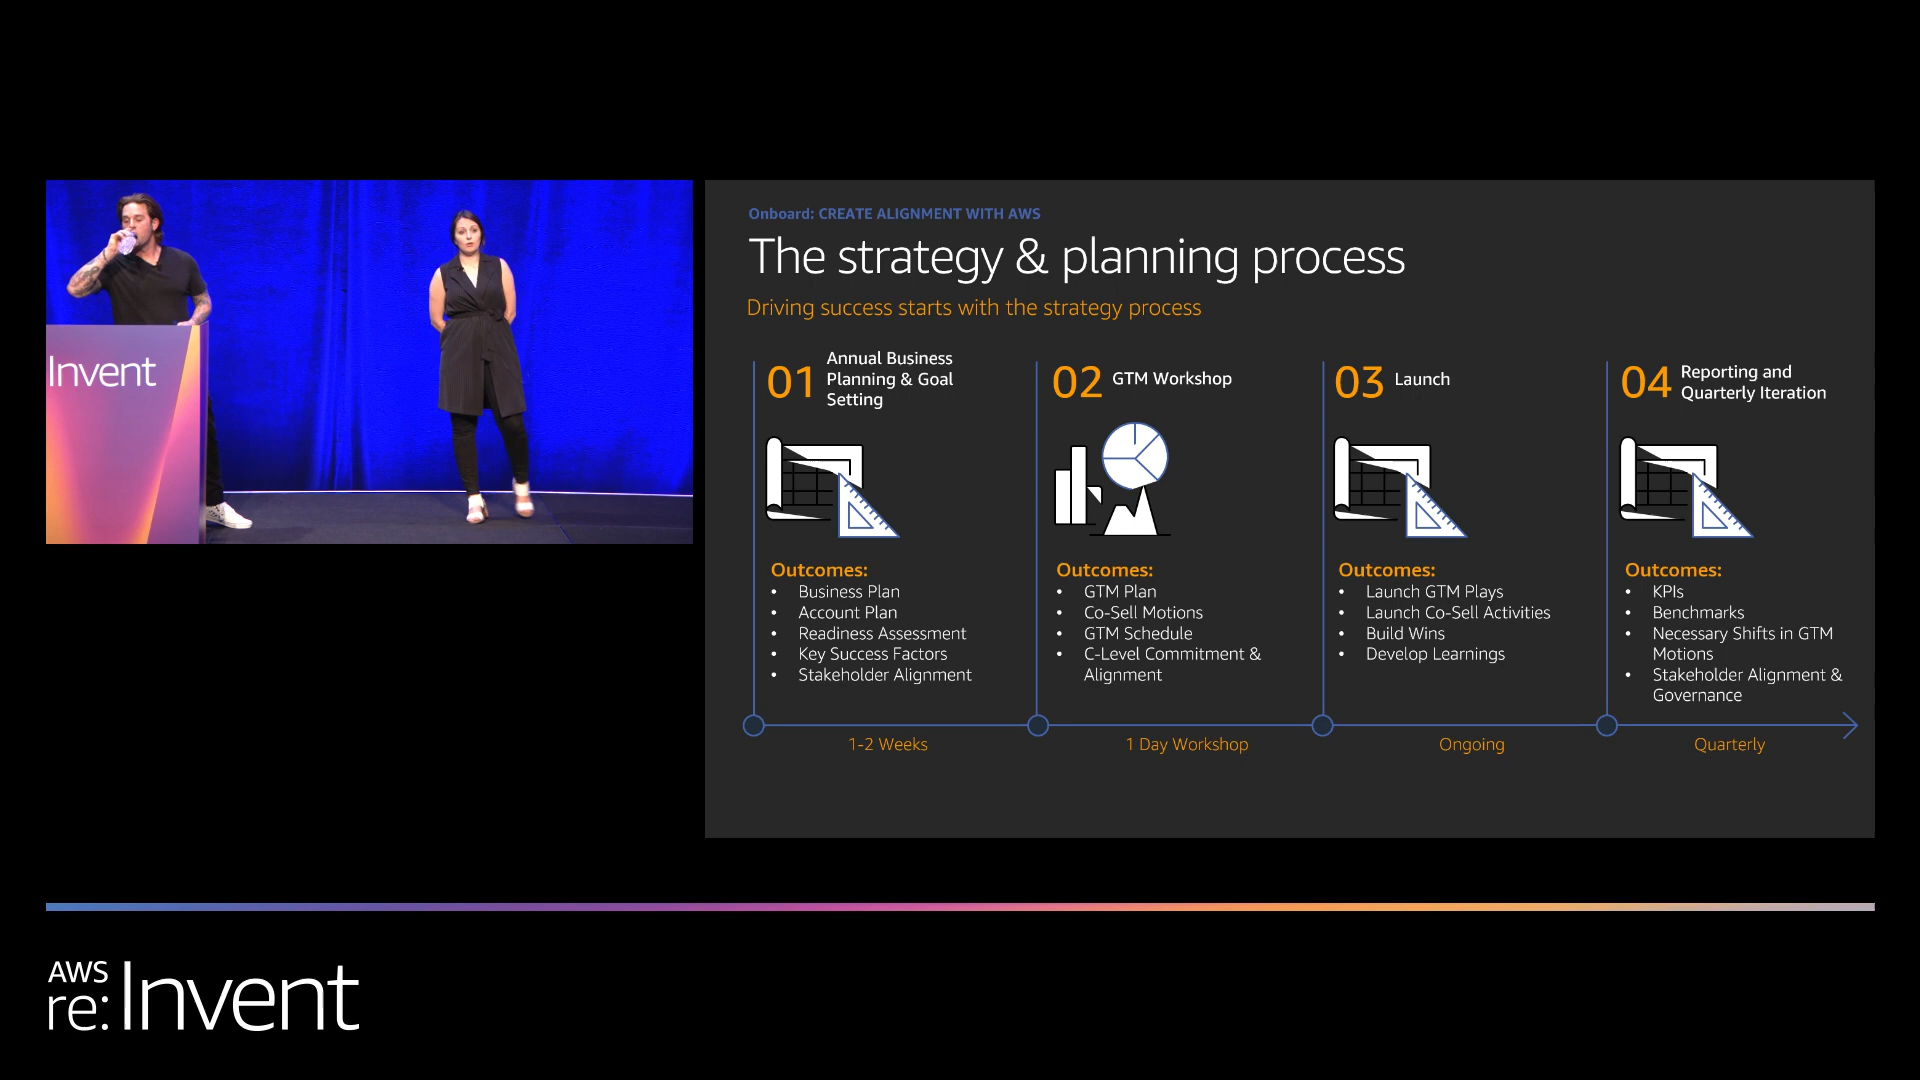 Invent
Onboard: CREATE ALIGNMENT WITH AWS
The strategy & planning process
Driving success starts with the strategy process
01
Annual Business
Planning & Goal
Setting
Outcomes:
• Business Plan
• Account Plan
• Readiness Assessment
• Key Success Factors
• Stakeholder Alignment
1-2 Weeks
02
GTM Workshop
Outcomes:
• GTM Plan
• Co-Sell Motions
• GTM Schedule
• C-Level Commitment &
Alignment
1 Day Workshop
03
Launch
Outcomes:
• Launch GTM Plays
• Launch Co-Sell Activities
• Build Wins
• Develop Learnings
Ongoing
04
Reporting and
Quarterly Iteration
Outcomes:
• KPIs
• Benchmarks
• Necessary Shifts in GTM
Motions
• Stakeholder Alignment &
Governance
Quarterly
AWS
re:Invent